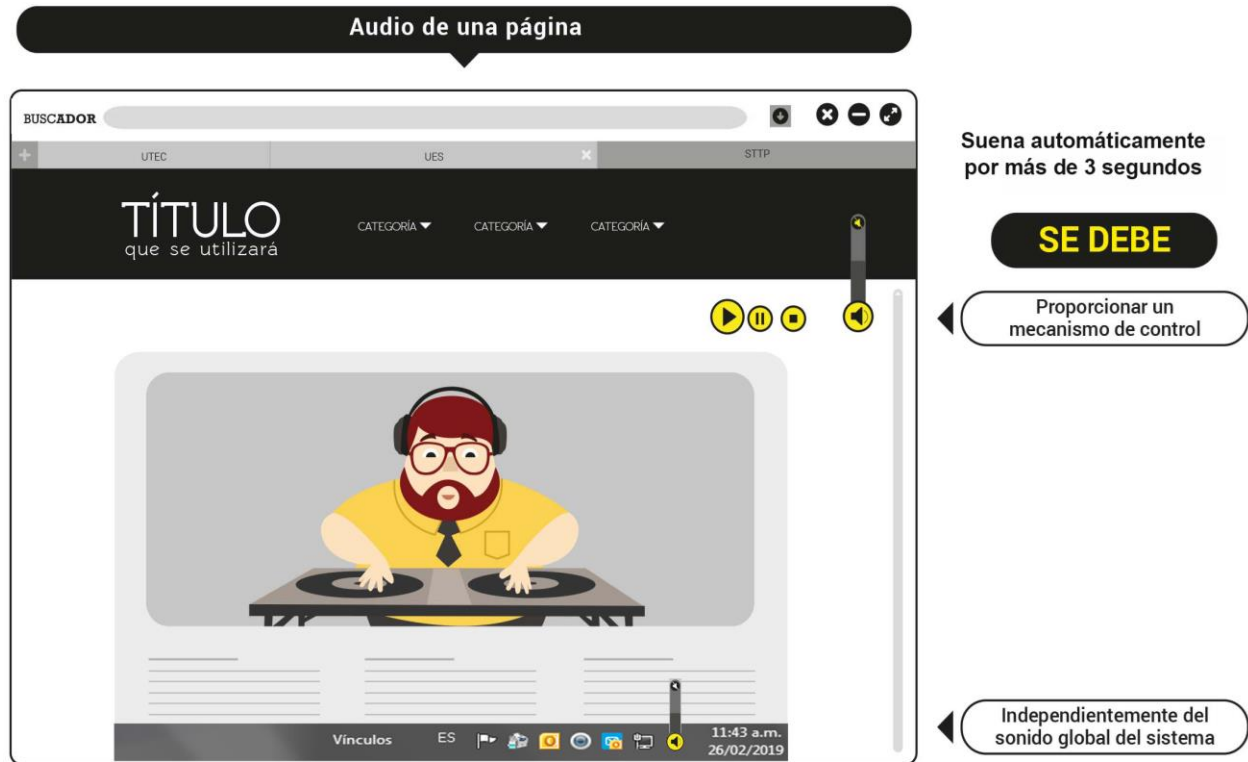 Audio de una página
BUSCADOR
UTEC
UES
STTP
TÍTULO
que se utilizará
CATEGORÍA
CATEGORÍA
CATEGORÍA
Suena automáticamente
por más de 3 segundos
SE DEBE
Proporcionar un
mecanismo de control
Vínculos
ES
11:43 a.m.
26/02/2019
Independientemente del
sonido global del sistema